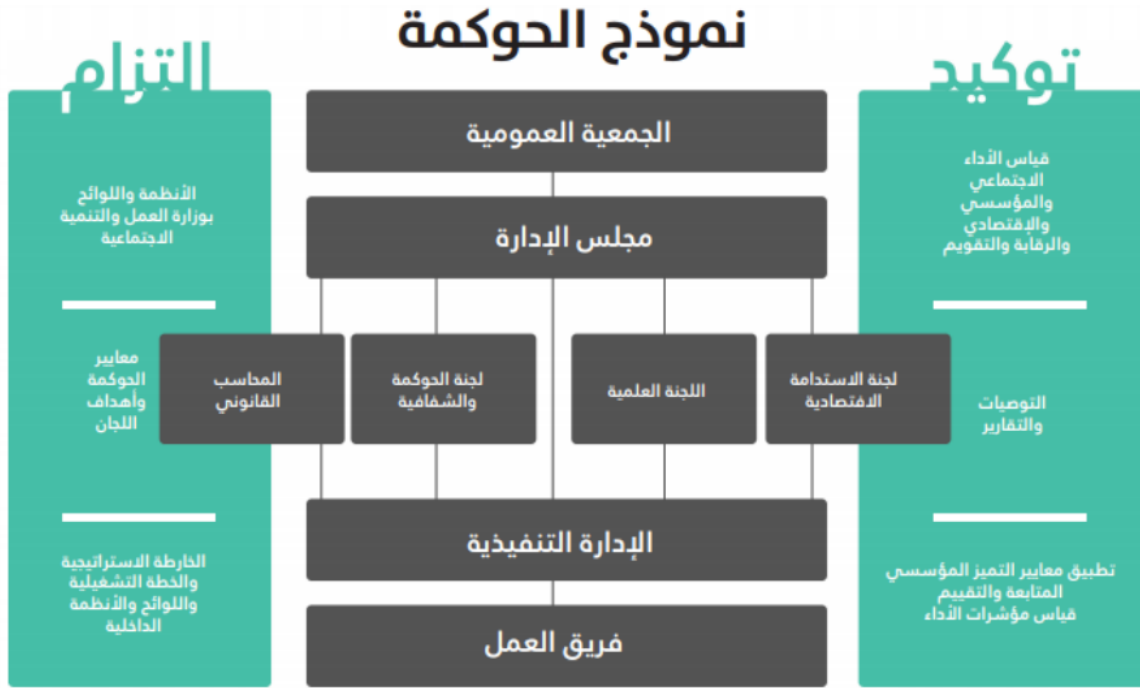 نموذج الحوكمة
توكيد
قياس الأداء
الاجتماعي
والمؤسسي
والإقتصادي
والرقابة والتقويم
التوصيات
والتقارير
تطبيق معايير التميز المؤسسي
المتابعة والتقييم
قياس مؤشرات الأداء
الجمعية العمومية
مجلس الإدارة
لجنة الاستدامة
الاقتصادية
اللجنة العلمية
لجنة الحوكمة
والشفافية
المحاسب
القانوني
الإدارة التنفيذية
فريق العمل
التزام
الأنظمة واللوائح
بوزارة العمل والتنمية
الاجتماعية
معايير
الحوكمة
وأهداف
اللجان
الخارطة الاستراتيجية
والخطة التشغيلية
واللوائح والأنظمة
الداخلية